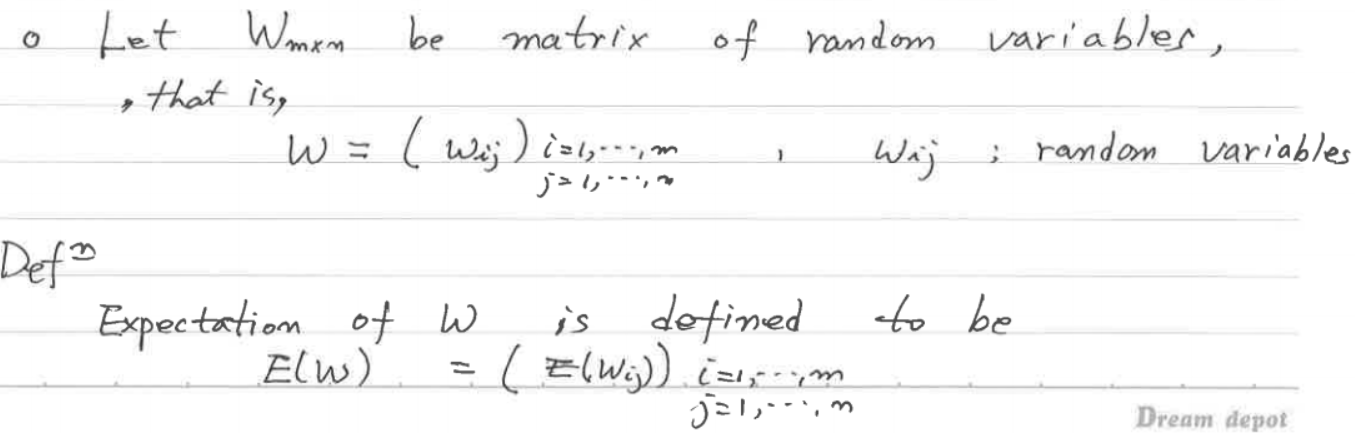 o Let W_{m×n} be matrix of random variables,
, that is,
W = ( W_{ij} ) i=1,...,m , W_{ij} ; random variables
j=1,...,n
Defⁿ
Expectation of W is defined to be
E(W) = ( E(W_{ij})) i=1,...,m
j=1,...,n
Dream depot